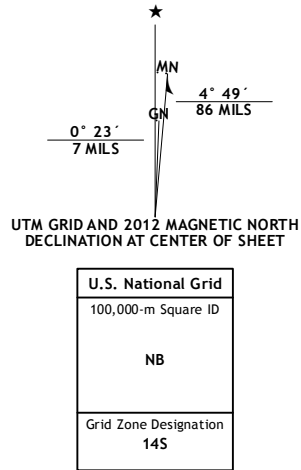 ★
MN
4° 49´
86 MILS
GN
0° 23´
7 MILS
UTM GRID AND 2012 MAGNETIC NORTH
DECLINATION AT CENTER OF SHEET
U.S. National Grid
100,000-m Square ID
NB
Grid Zone Designation
14S